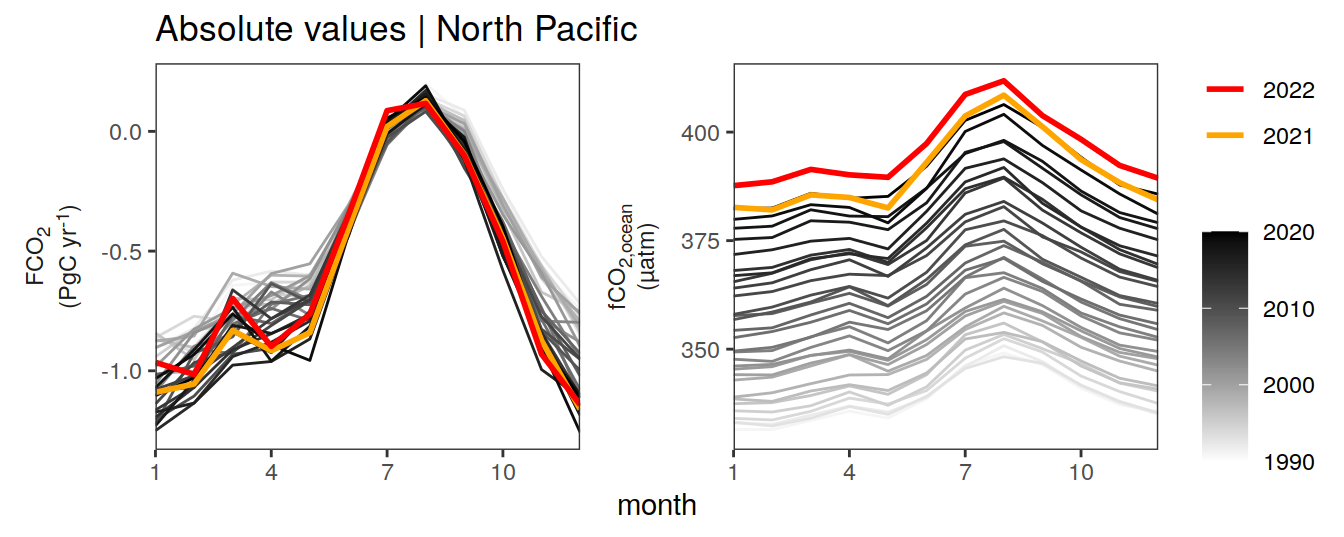 Absolute values | North Pacific
FCO2
(PgC yr-1)
0.0
-0.5
-1.0
1 4 7 10
fCO2,ocean
(µatm)
400
375
350
1 4 7 10
month
2022
2021
2020
2010
2000
1990